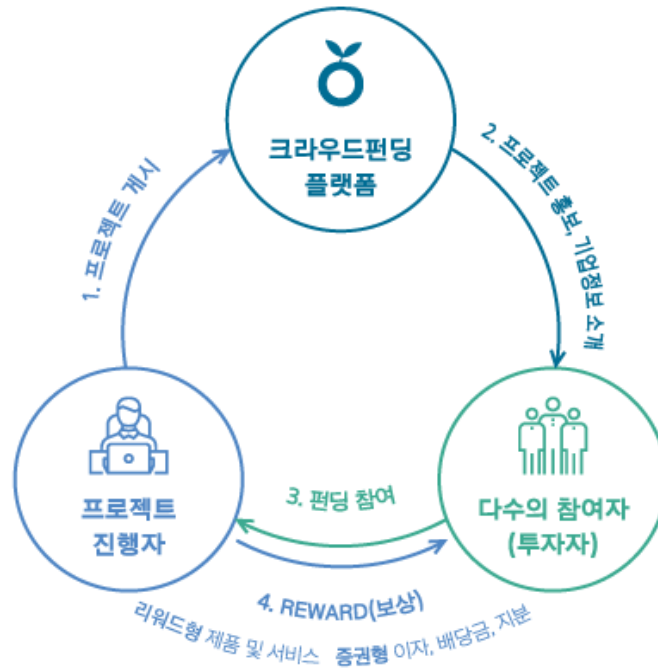 크라우드펀딩
플랫폼
1. 프로젝트 게시
2. 프로젝트 홍보, 기업정보 소개
프로젝트
진행자
다수의 참여자
(투자자)
3. 펀딩 참여
4. REWARD(보상)
리워드형 제품 및 서비스 증권형 이자, 배당금, 지분